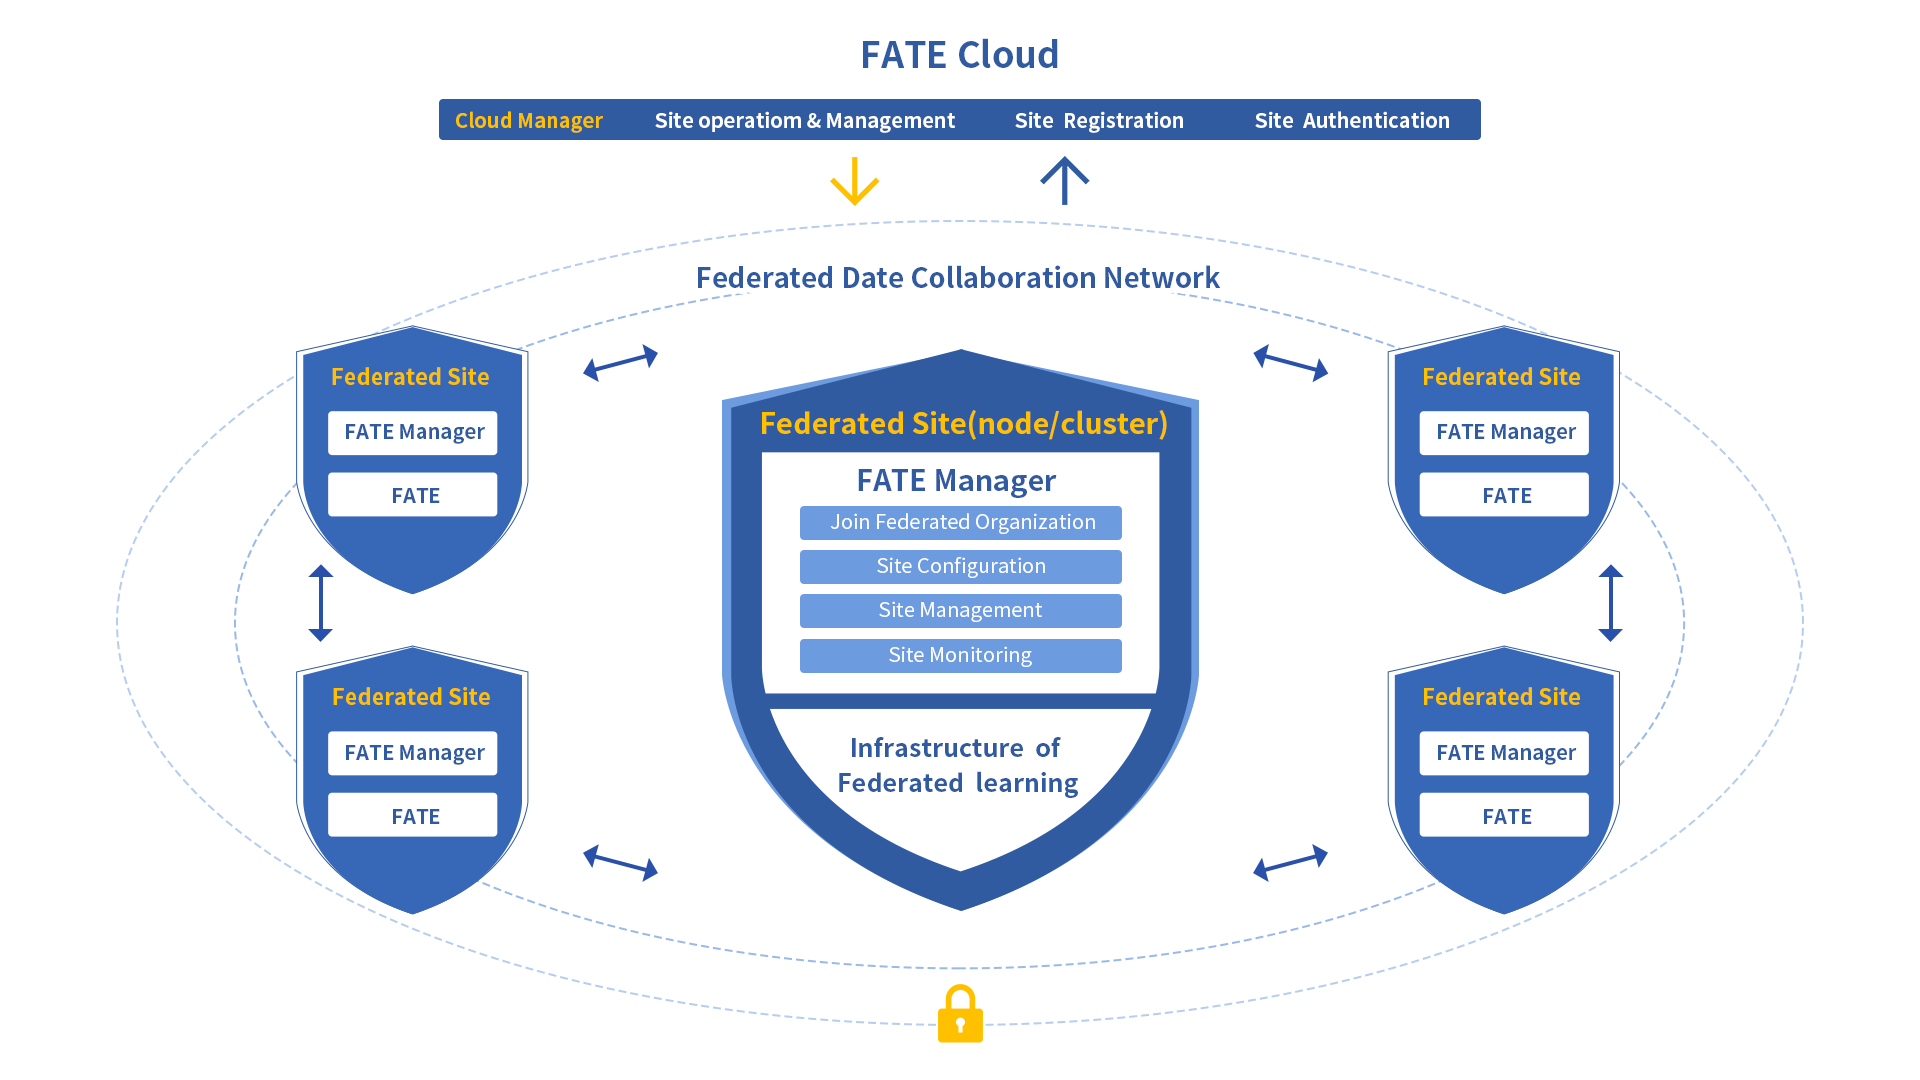 FATE Cloud
Cloud Manager Site operatiom & Management Site Registration Site Authentication
Federated Date Collaboration Network
Federated Site
FATE Manager
FATE
Federated Site
FATE Manager
FATE
Federated Site(node/cluster)
FATE Manager
Join Federated Organization
Site Configuration
Site Management
Site Monitoring
Infrastructure of
Federated learning
Federated Site
FATE Manager
FATE
Federated Site
FATE Manager
FATE